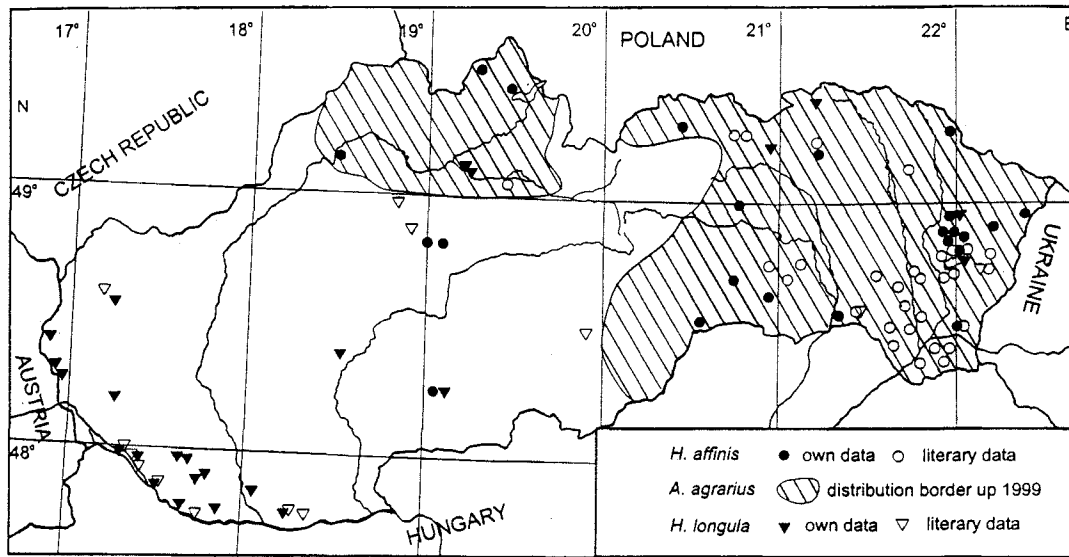 17° 18° 19° 20° 21° 22° E
POLAND
N
CZECH REPUBLIC
49°
UKRAINE
AUSTRIA
48°
HUNGARY
H. affinis own data literary data
A. agrarius distribution border up 1999
H. longula own data literary data